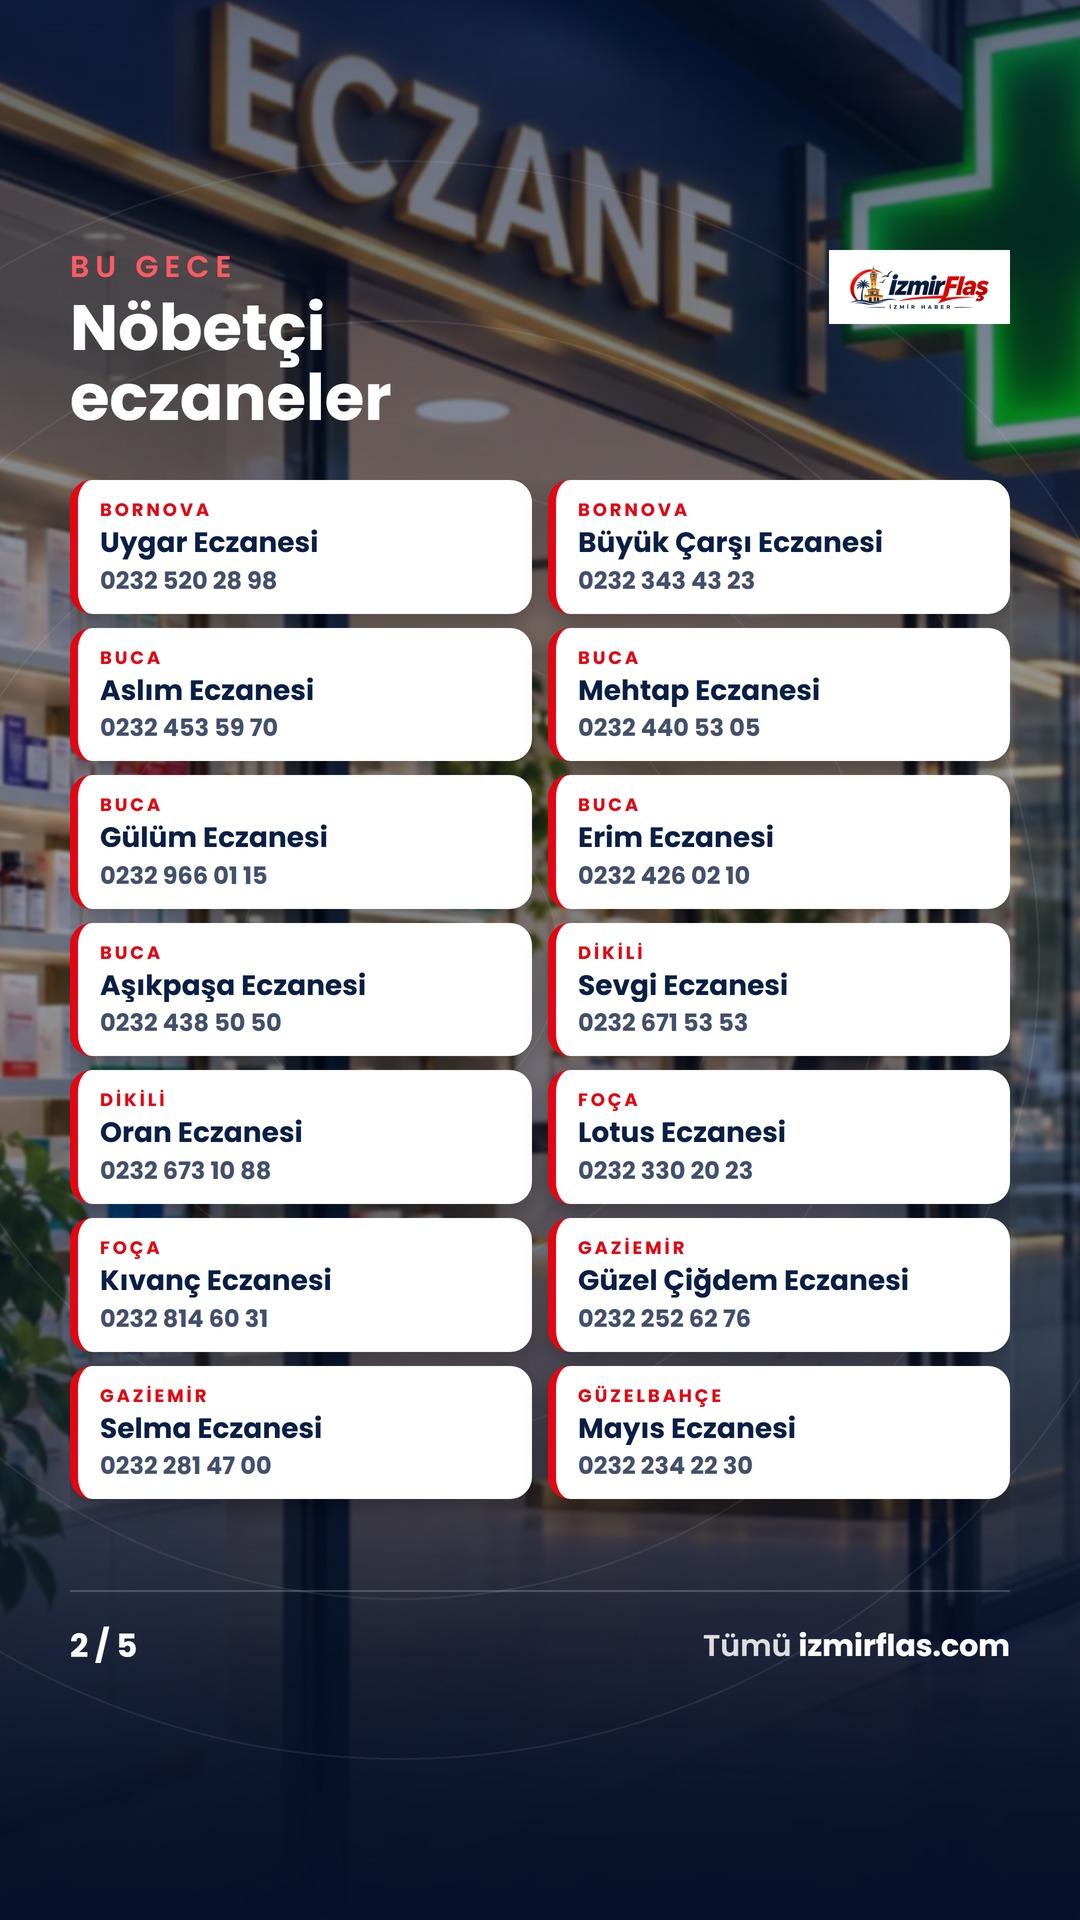 ECZANE
BU GECE
Nöbetçi
eczaneler
izmirFlaş
İZMİR HABER
BORNOVA
Uygar Eczanesi
0232 520 28 98
BORNOVA
Büyük Çarşı Eczanesi
0232 343 43 23
BUCA
Aslım Eczanesi
0232 453 59 70
BUCA
Mehtap Eczanesi
0232 440 53 05
BUCA
Gülüm Eczanesi
0232 966 01 15
BUCA
Erim Eczanesi
0232 426 02 10
BUCA
Aşıkpaşa Eczanesi
0232 438 50 50
DİKİLİ
Sevgi Eczanesi
0232 671 53 53
DİKİLİ
Oran Eczanesi
0232 673 10 88
FOÇA
Lotus Eczanesi
0232 330 20 23
FOÇA
Kıvanç Eczanesi
0232 814 60 31
GAZİEMİR
Güzel Çiğdem Eczanesi
0232 252 62 76
GAZİEMİR
Selma Eczanesi
0232 281 47 00
GÜZELBAHÇE
Mayıs Eczanesi
0232 234 22 30
2 / 5
Tümü izmirflas.com